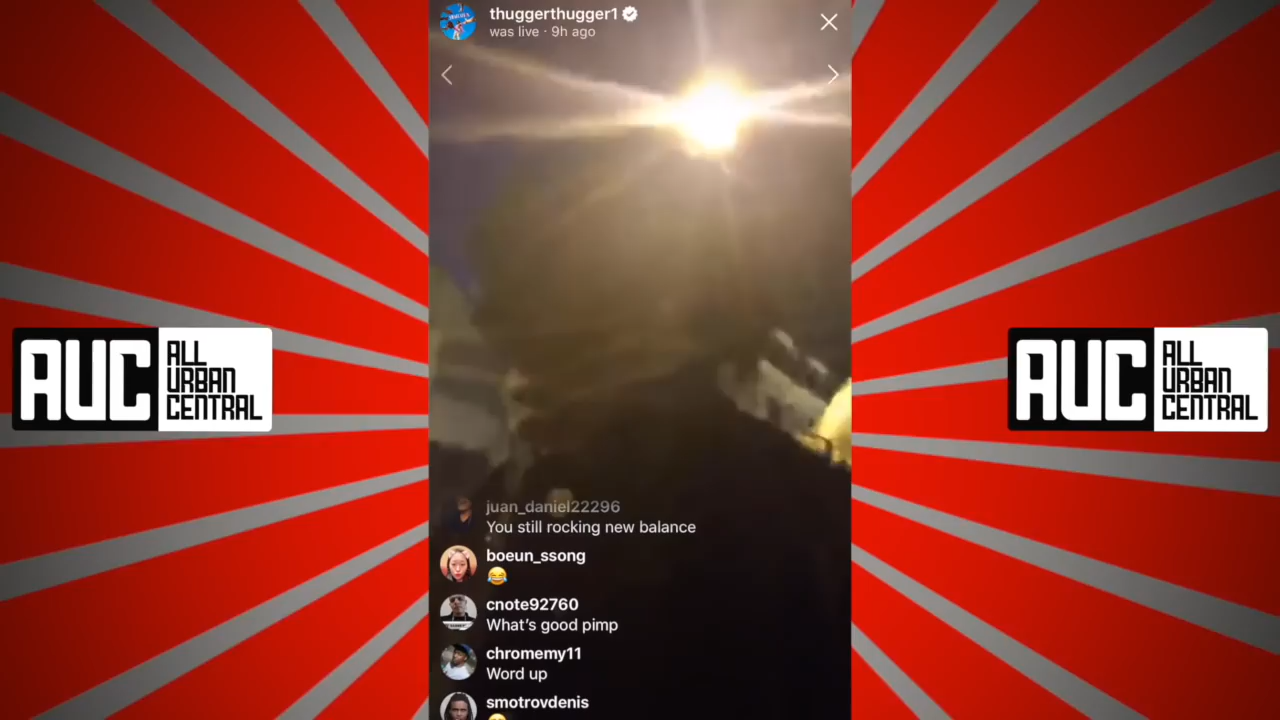 thuggerthugger1
was live · 9h ago
AUC ALL
URBAN
CENTRAL
AUC ALL
URBAN
CENTRAL
juan_daniel22296
You still rocking new balance
boeun_ssong
😂
cnote92760
What’s good pimp
chromemy11
Word up
smotrovdenis